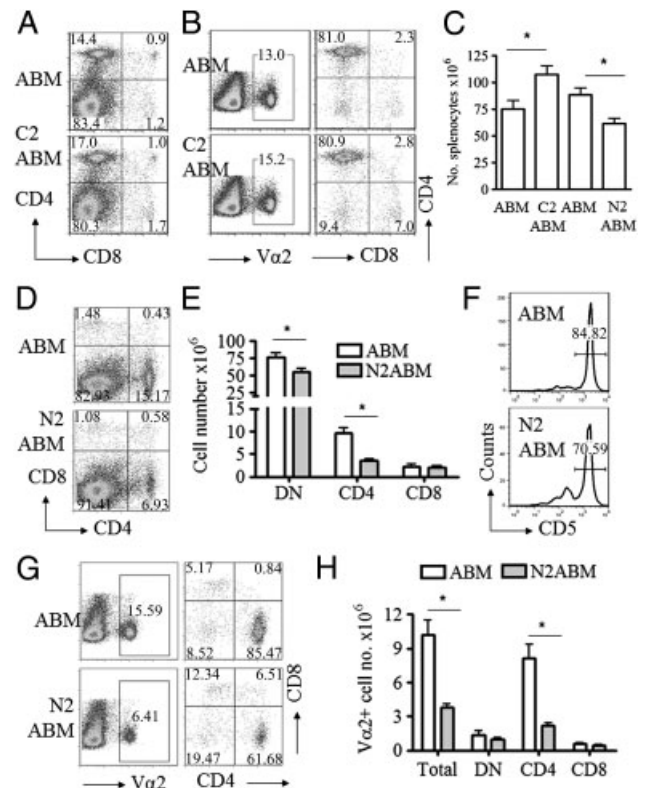 A
14.4 0.9
ABM
83.4 1.2
C2
ABM
17.0 1.0
CD4
80.3 1.7
CD8
B
ABM
13.0
81.0 2.3
C2
ABM
15.2
80.9 2.8
9.4 7.0
CD4
Vα2
CD8
C
No. splenocytes x10⁶
125
100
75
50
25
0
*
*
ABM C2 ABM N2
ABM ABM
D
ABM
1.48 0.43
82.93 15.17
N2
ABM
1.08 0.58
CD8
91.41 6.93
CD4
E
Cell number x10⁶
100
75
50
25
15
10
5
0
*
*
ABM
N2ABM
DN CD4 CD8
F
ABM
84.82
N2
ABM
70.59
Counts
CD5
G
ABM
15.59
5.17 0.84
8.52 85.47
N2
ABM
6.41
12.34 6.51
19.47 61.68
CD8
Vα2
CD4
H
ABM N2ABM
Vα2+ cell no. x10⁶
12
9
6
3
0
*
*
Total DN CD4 CD8